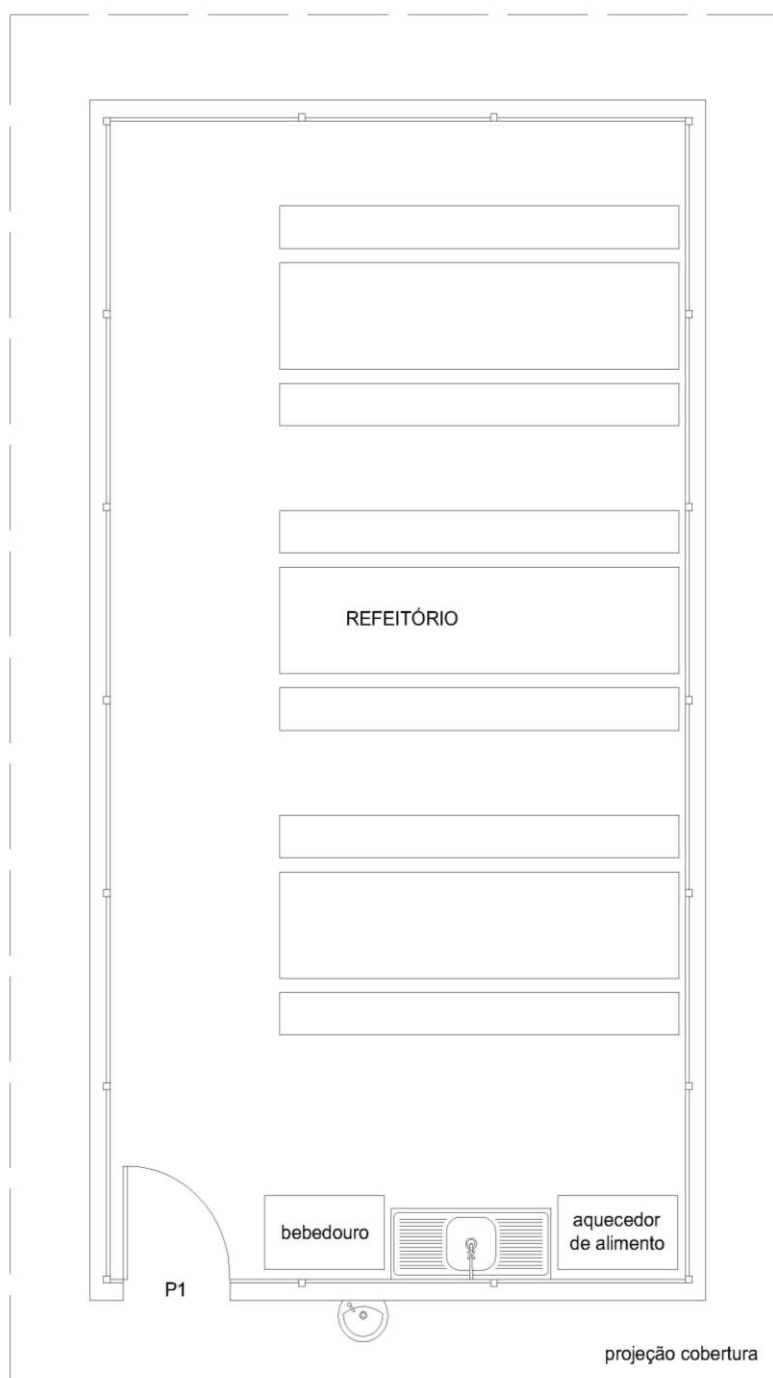 REFEITÓRIO
bebedouro
aquecedor
de alimento
P1
projeção cobertura